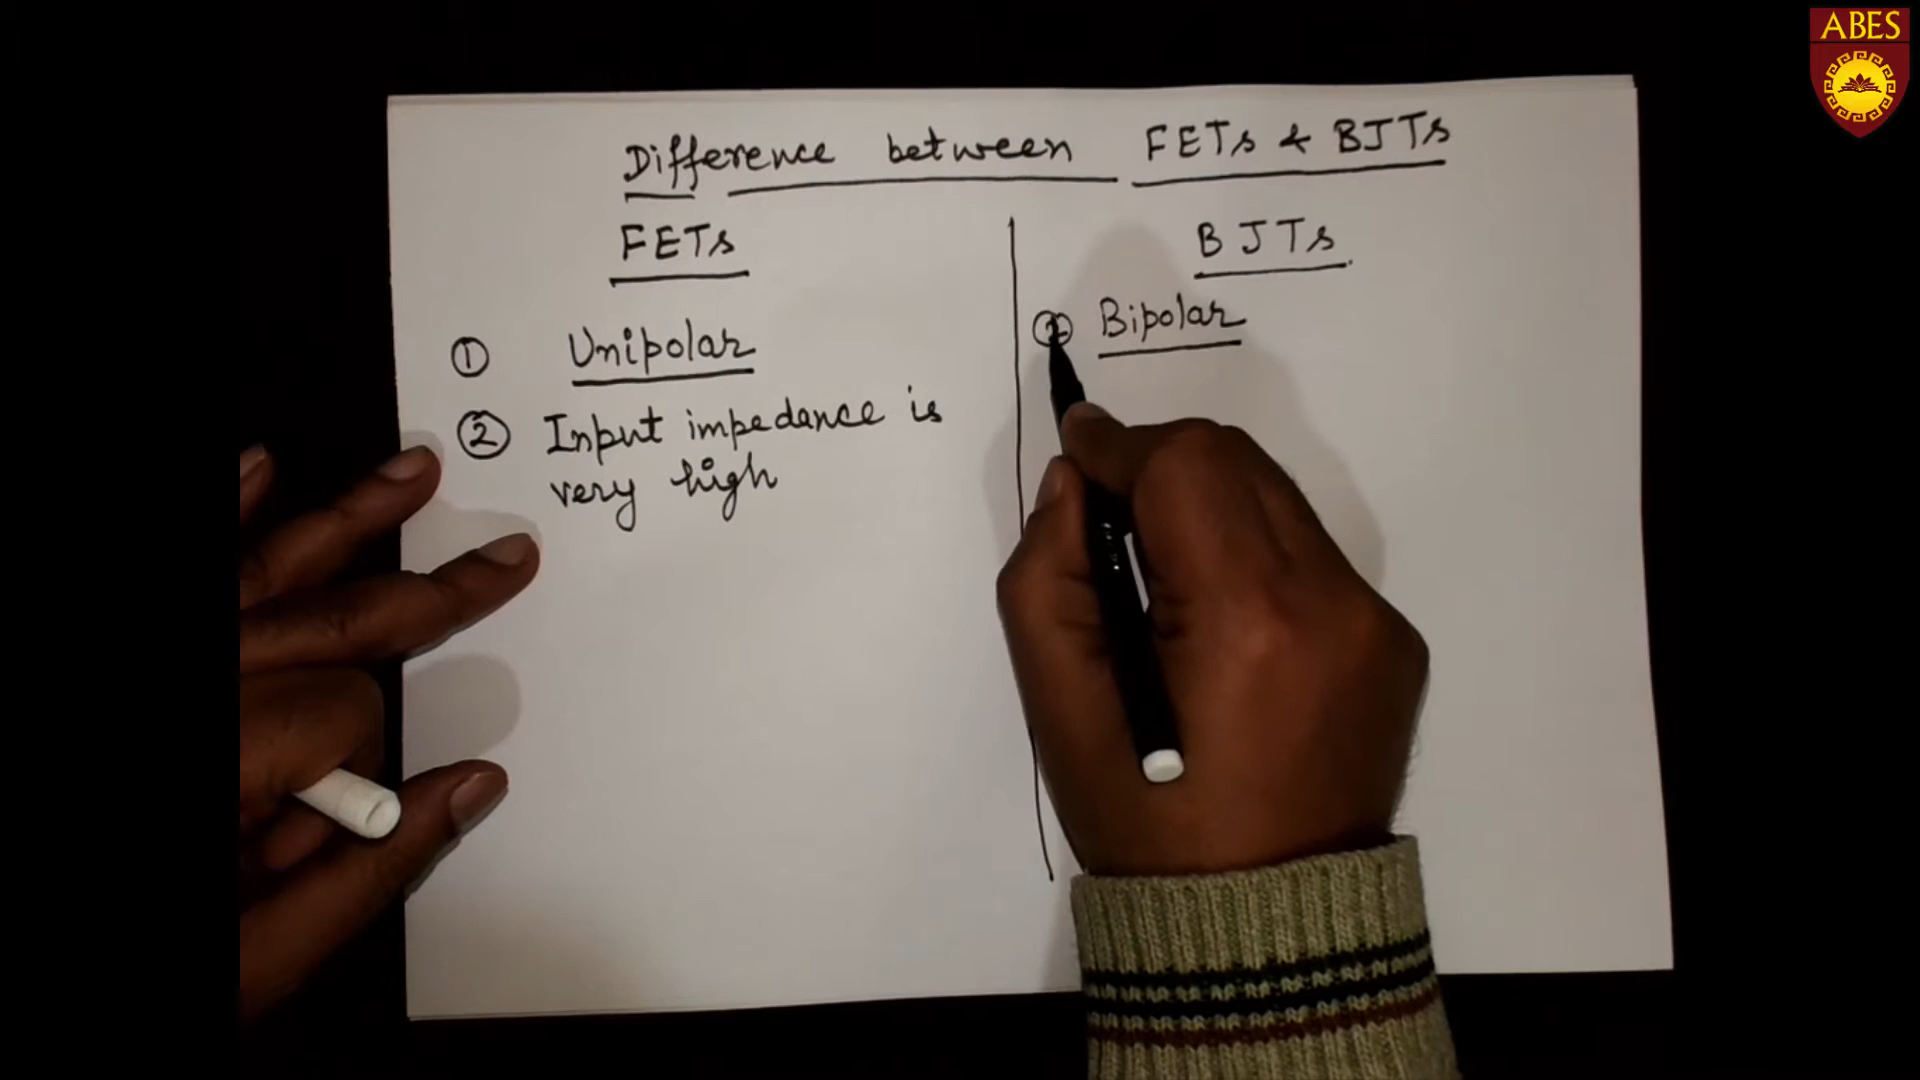 ABES
Difference between FETs & BJTs
FETs
① Unipolar
② Input impedance is
very high
BJTs
Bipolar